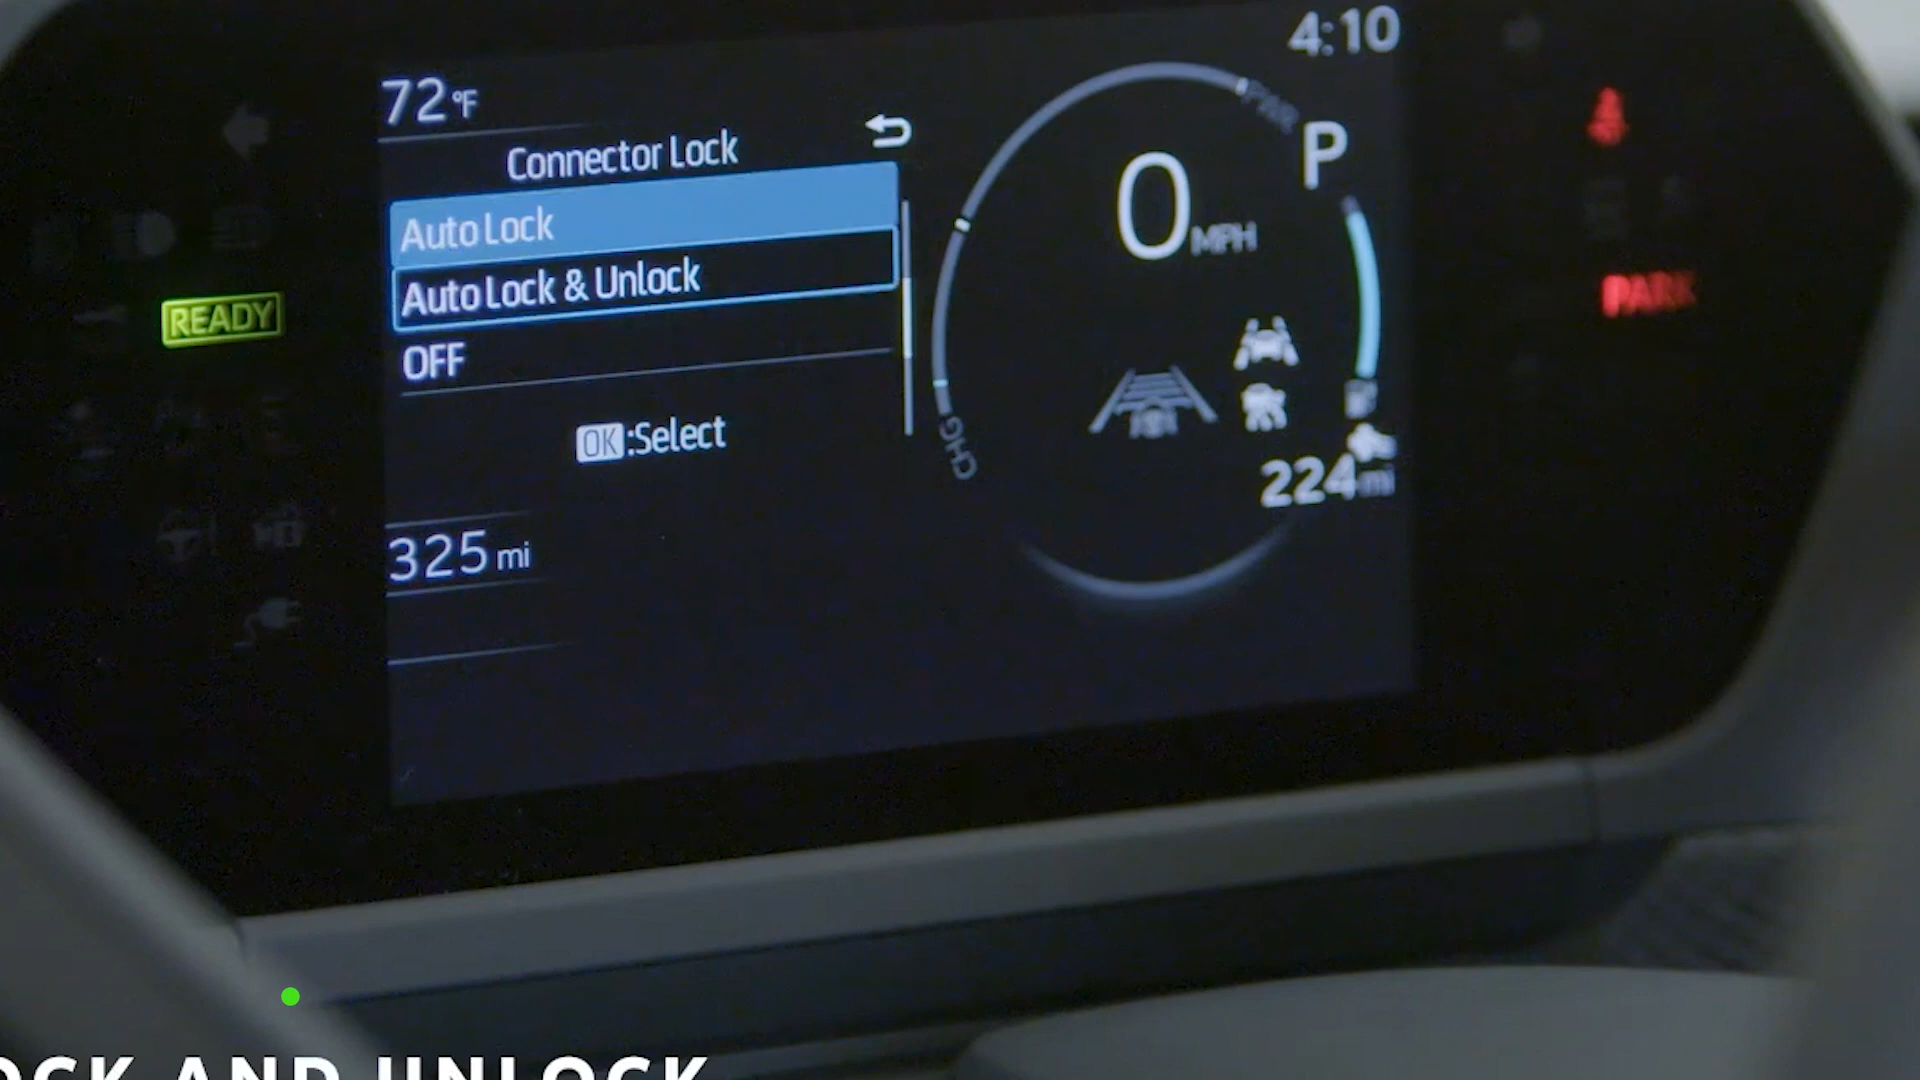 4:10
72°F
Connector Lock
PWR
P
Auto Lock
0 MPH
Auto Lock & Unlock
READY
PARK
OFF
OK:Select
CHG
224 mi
325 mi
OCK AND UNLOCK